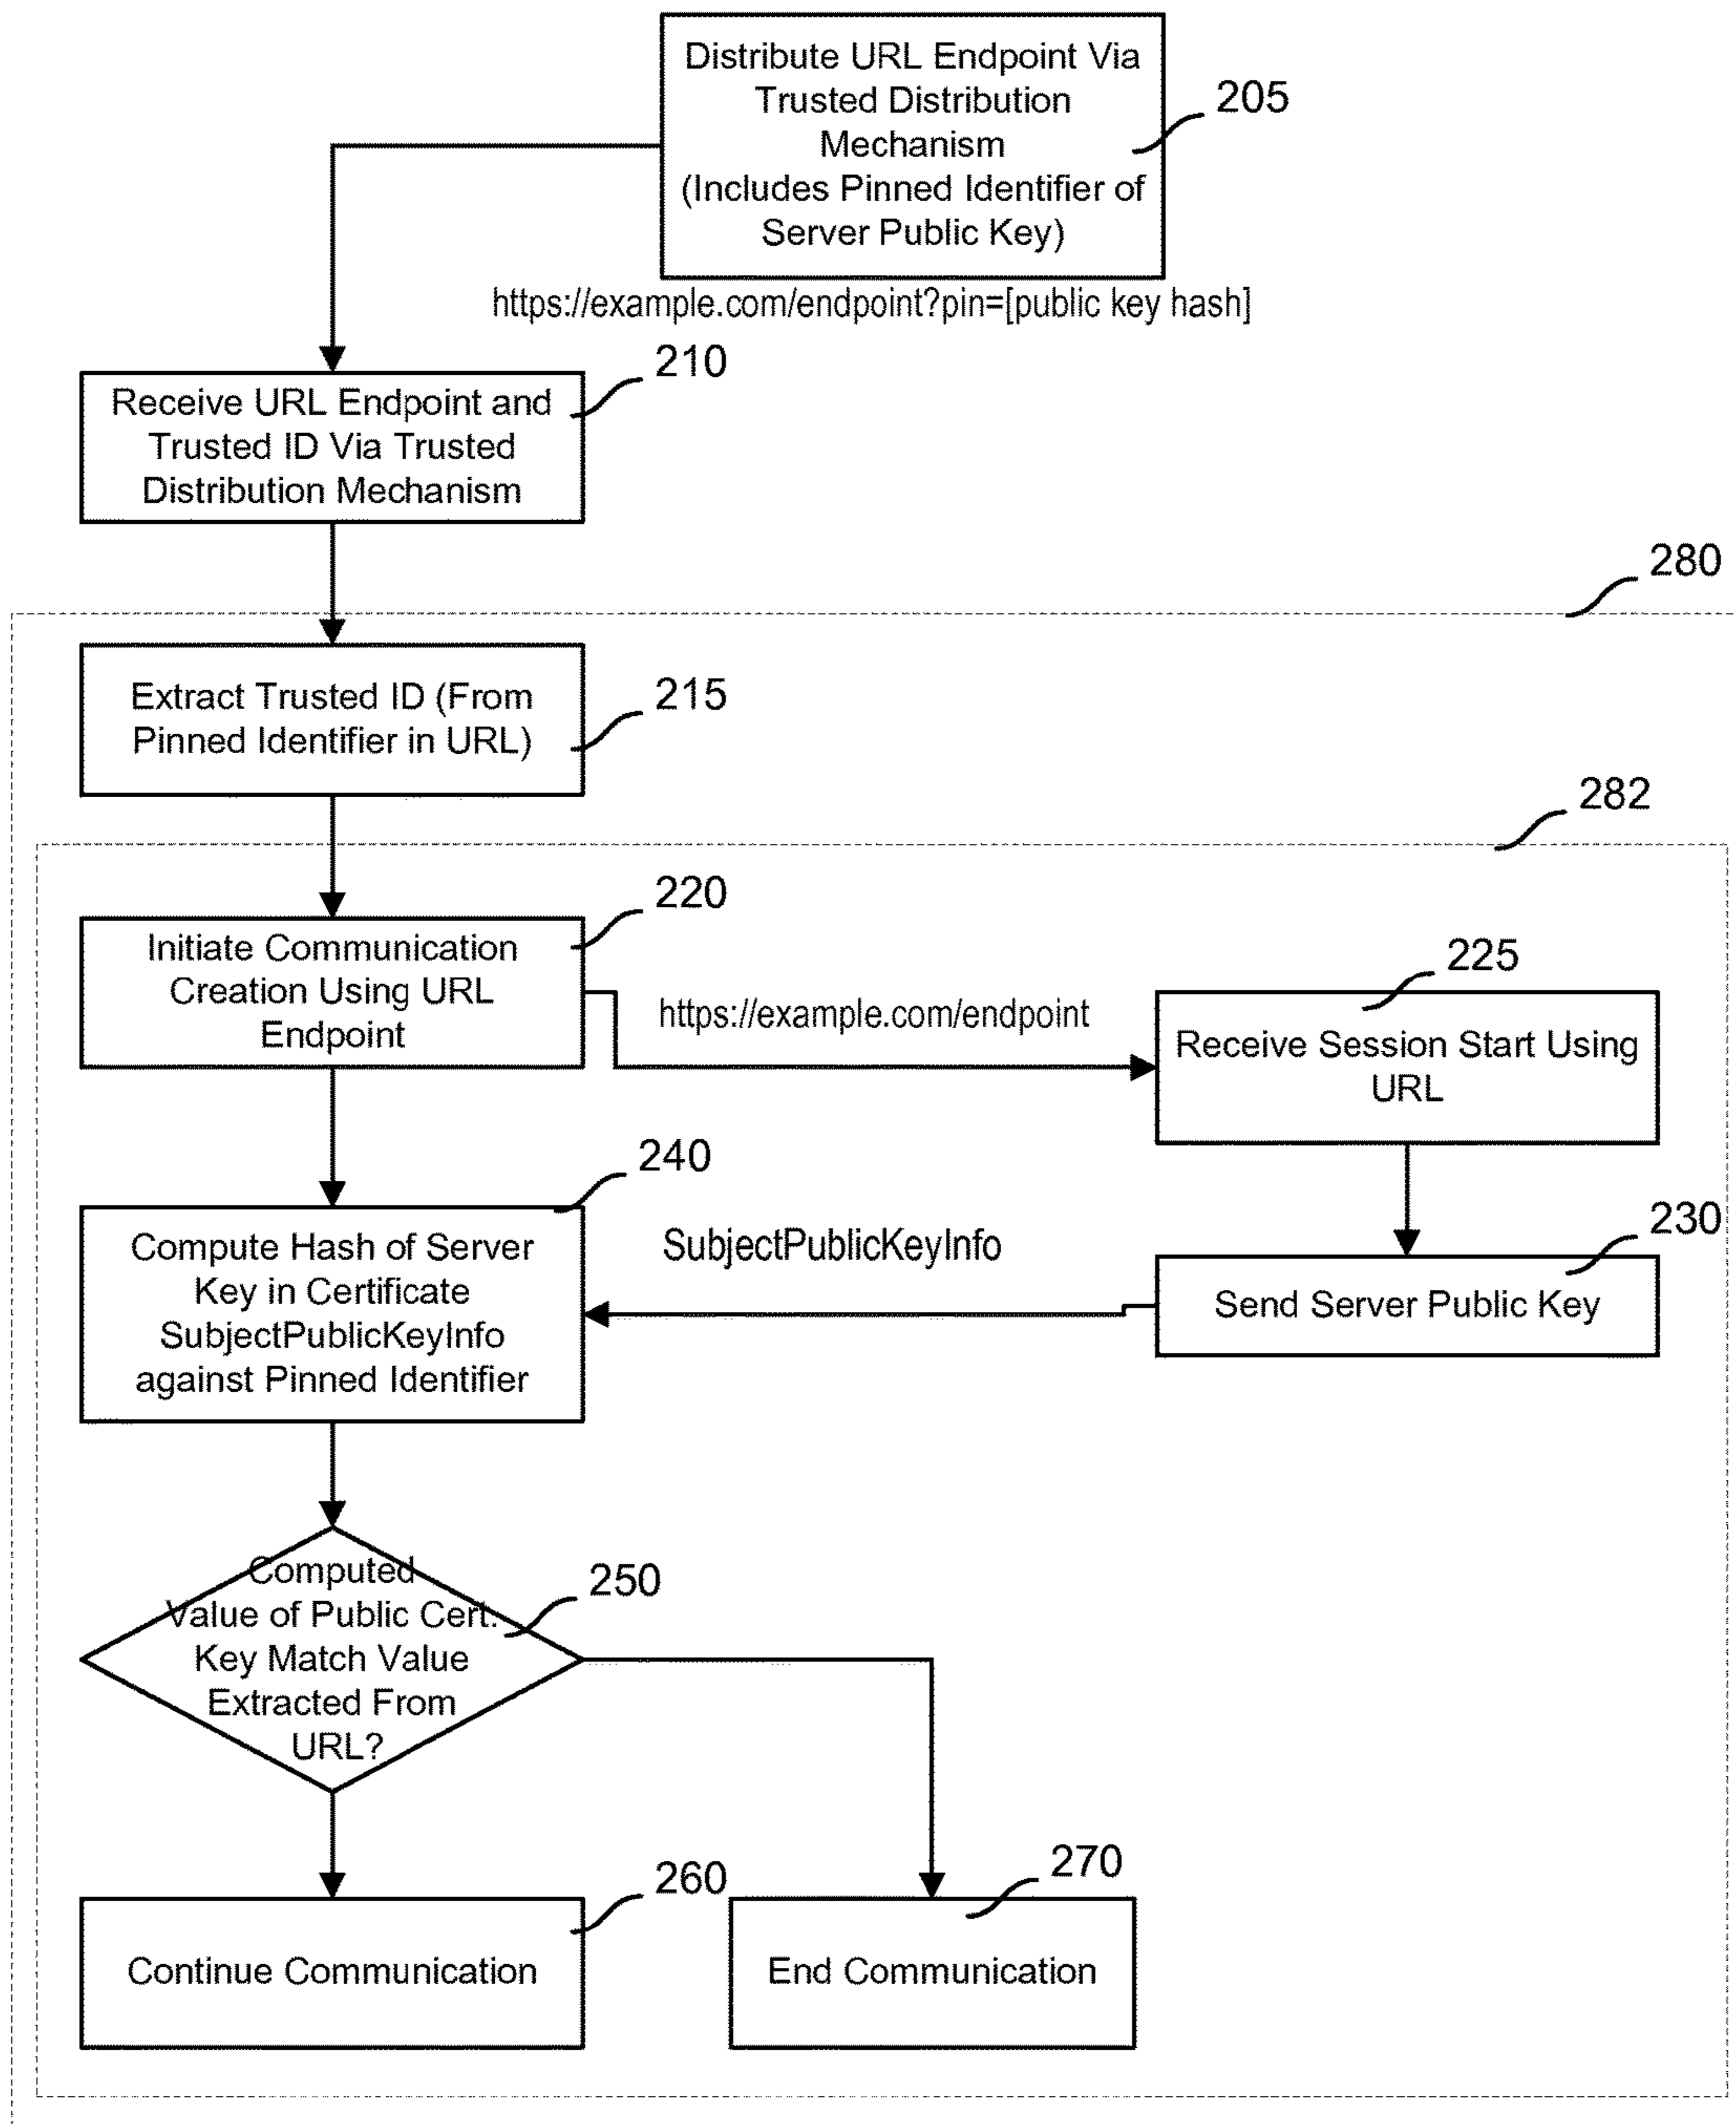 Distribute URL Endpoint Via
Trusted Distribution
Mechanism
(Includes Pinned Identifier of
Server Public Key)
205
https://example.com/endpoint?pin=[public key hash]
210
Receive URL Endpoint and
Trusted ID Via Trusted
Distribution Mechanism
280
Extract Trusted ID (From
Pinned Identifier in URL)
215
282
220
Initiate Communication
Creation Using URL
Endpoint
https://example.com/endpoint
225
Receive Session Start Using
URL
240
Compute Hash of Server
Key in Certificate
SubjectPublicKeyInfo
against Pinned Identifier
SubjectPublicKeyInfo
230
Send Server Public Key
Computed
Value of Public Cert.
Key Match Value
Extracted From
URL?
250
260
Continue Communication
270
End Communication